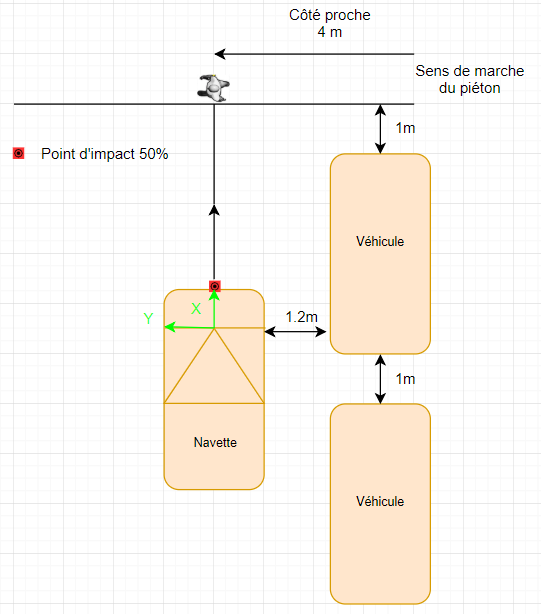 Côté proche
4 m
Sens de marche
du piéton
1m
Point d'impact 50%
Véhicule
X
Y
1.2m
1m
Navette
Véhicule